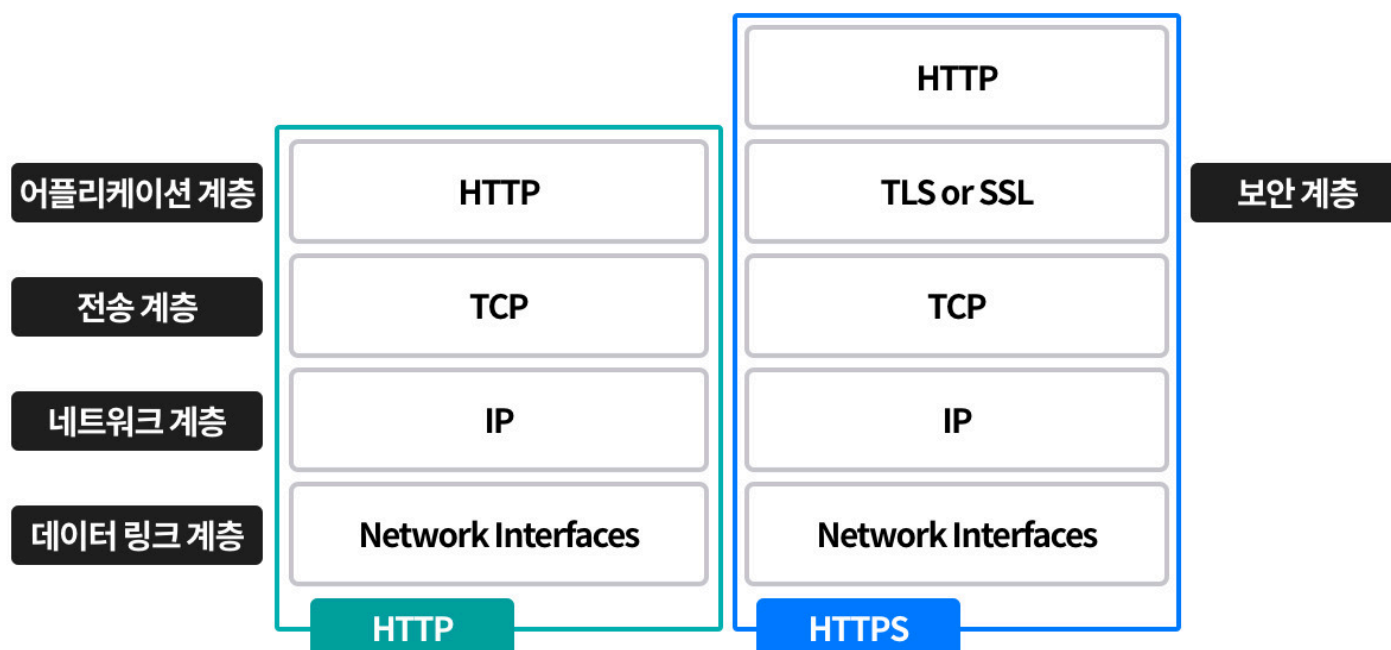 HTTP
어플리케이션 계층
HTTP
TLS or SSL
보안 계층
전송 계층
TCP
TCP
네트워크 계층
IP
IP
데이터 링크 계층
Network Interfaces
Network Interfaces
HTTP
HTTPS